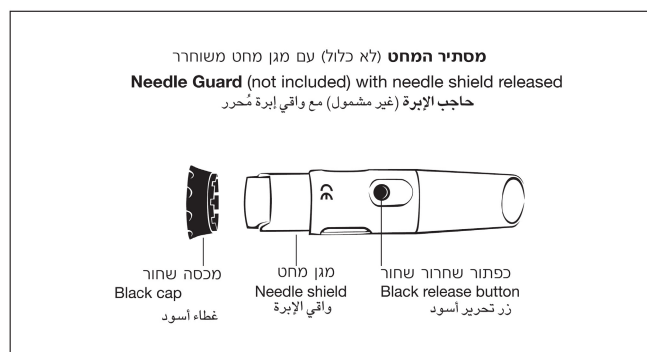 מסתיר המחט (לא כלול) עם מגן מחט משוחרר
Needle Guard (not included) with needle shield released
حاجب الإبرة (غير مشمول) مع واقي إبرة مُحرر
CE
מכסה שחור
Black cap
غطاء أسود
מגן מחט
Needle shield
واقي الإبرة
כפתור שחרור שחור
Black release button
زر تحرير أسود